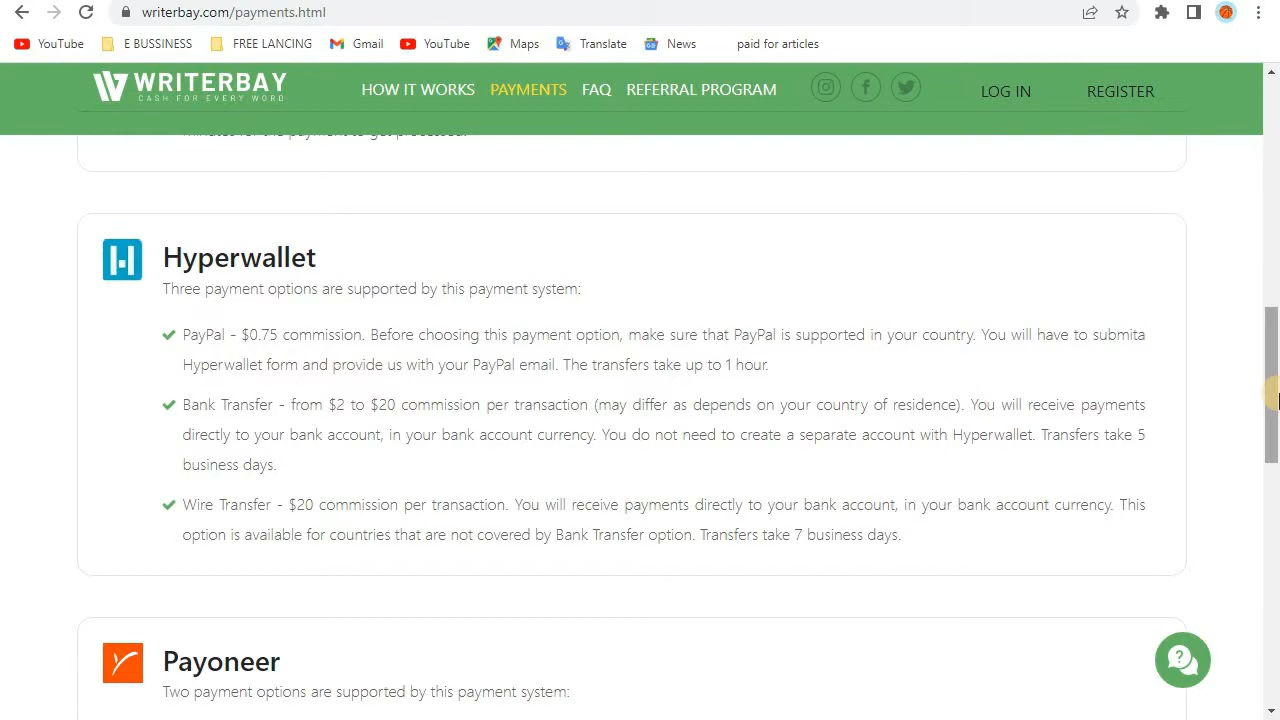 writerbay.com/payments.html
YouTube E BUSSINESS FREE LANCING Gmail YouTube Maps Translate News paid for articles
WRITERBAY
CASH FOR EVERY WORD
HOW IT WORKS PAYMENTS FAQ REFERRAL PROGRAM LOG IN REGISTER
minutes for the payment to get processed.
Hyperwallet
Three payment options are supported by this payment system:
PayPal - $0.75 commission. Before choosing this payment option, make sure that PayPal is supported in your country. You will have to submita
Hyperwallet form and provide us with your PayPal email. The transfers take up to 1 hour.
Bank Transfer - from $2 to $20 commission per transaction (may differ as depends on your country of residence). You will receive payments
directly to your bank account, in your bank account currency. You do not need to create a separate account with Hyperwallet. Transfers take 5
business days.
Wire Transfer - $20 commission per transaction. You will receive payments directly to your bank account, in your bank account currency. This
option is available for countries that are not covered by Bank Transfer option. Transfers take 7 business days.
Payoneer
Two payment options are supported by this payment system: